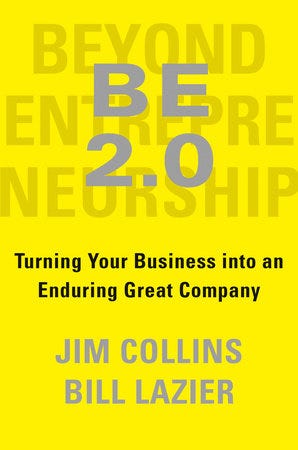 BEYOND
ENTREPRE
NEURSHIP
BE
2.0
Turning Your Business into an
Enduring Great Company
JIM COLLINS
BILL LAZIER